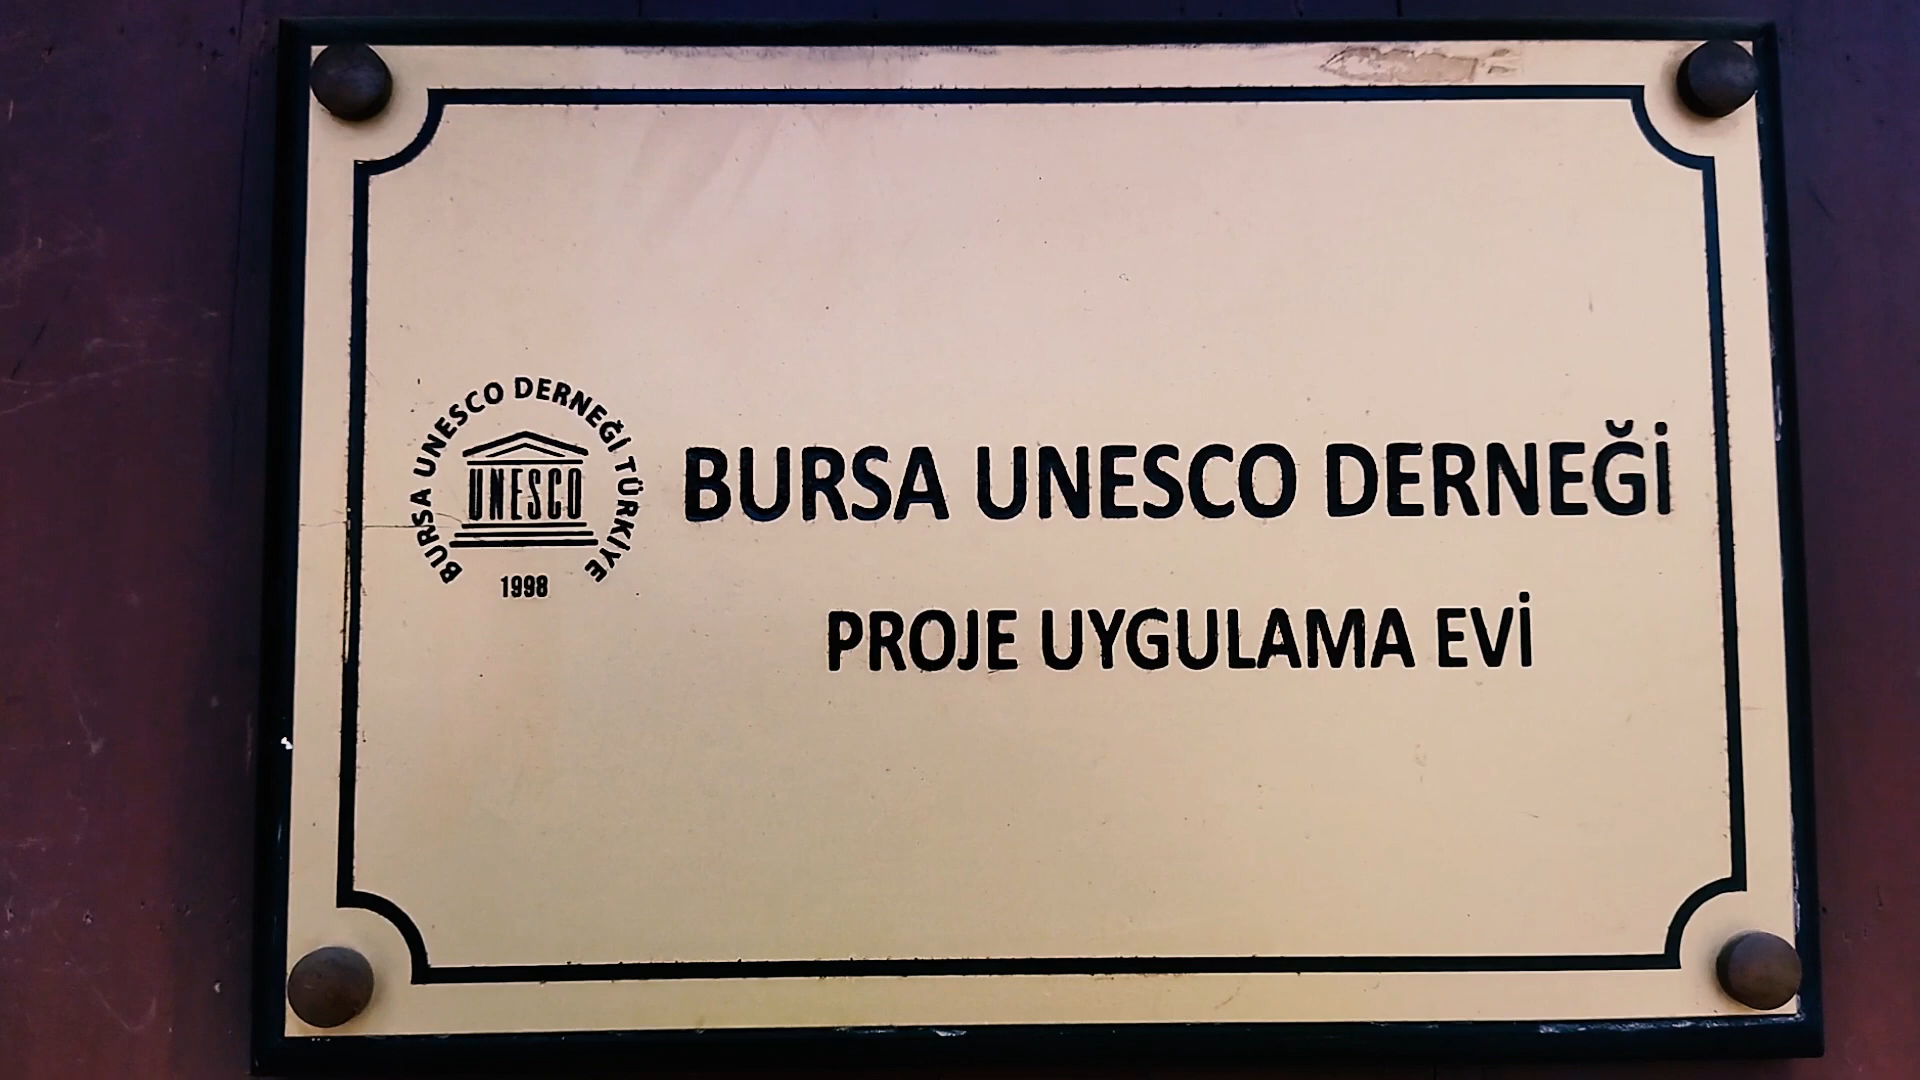 BURSA UNESCO DERNEĞİ TÜRKİYE
UNESCO
1998
BURSA UNESCO DERNEĞİ
PROJE UYGULAMA EVİ